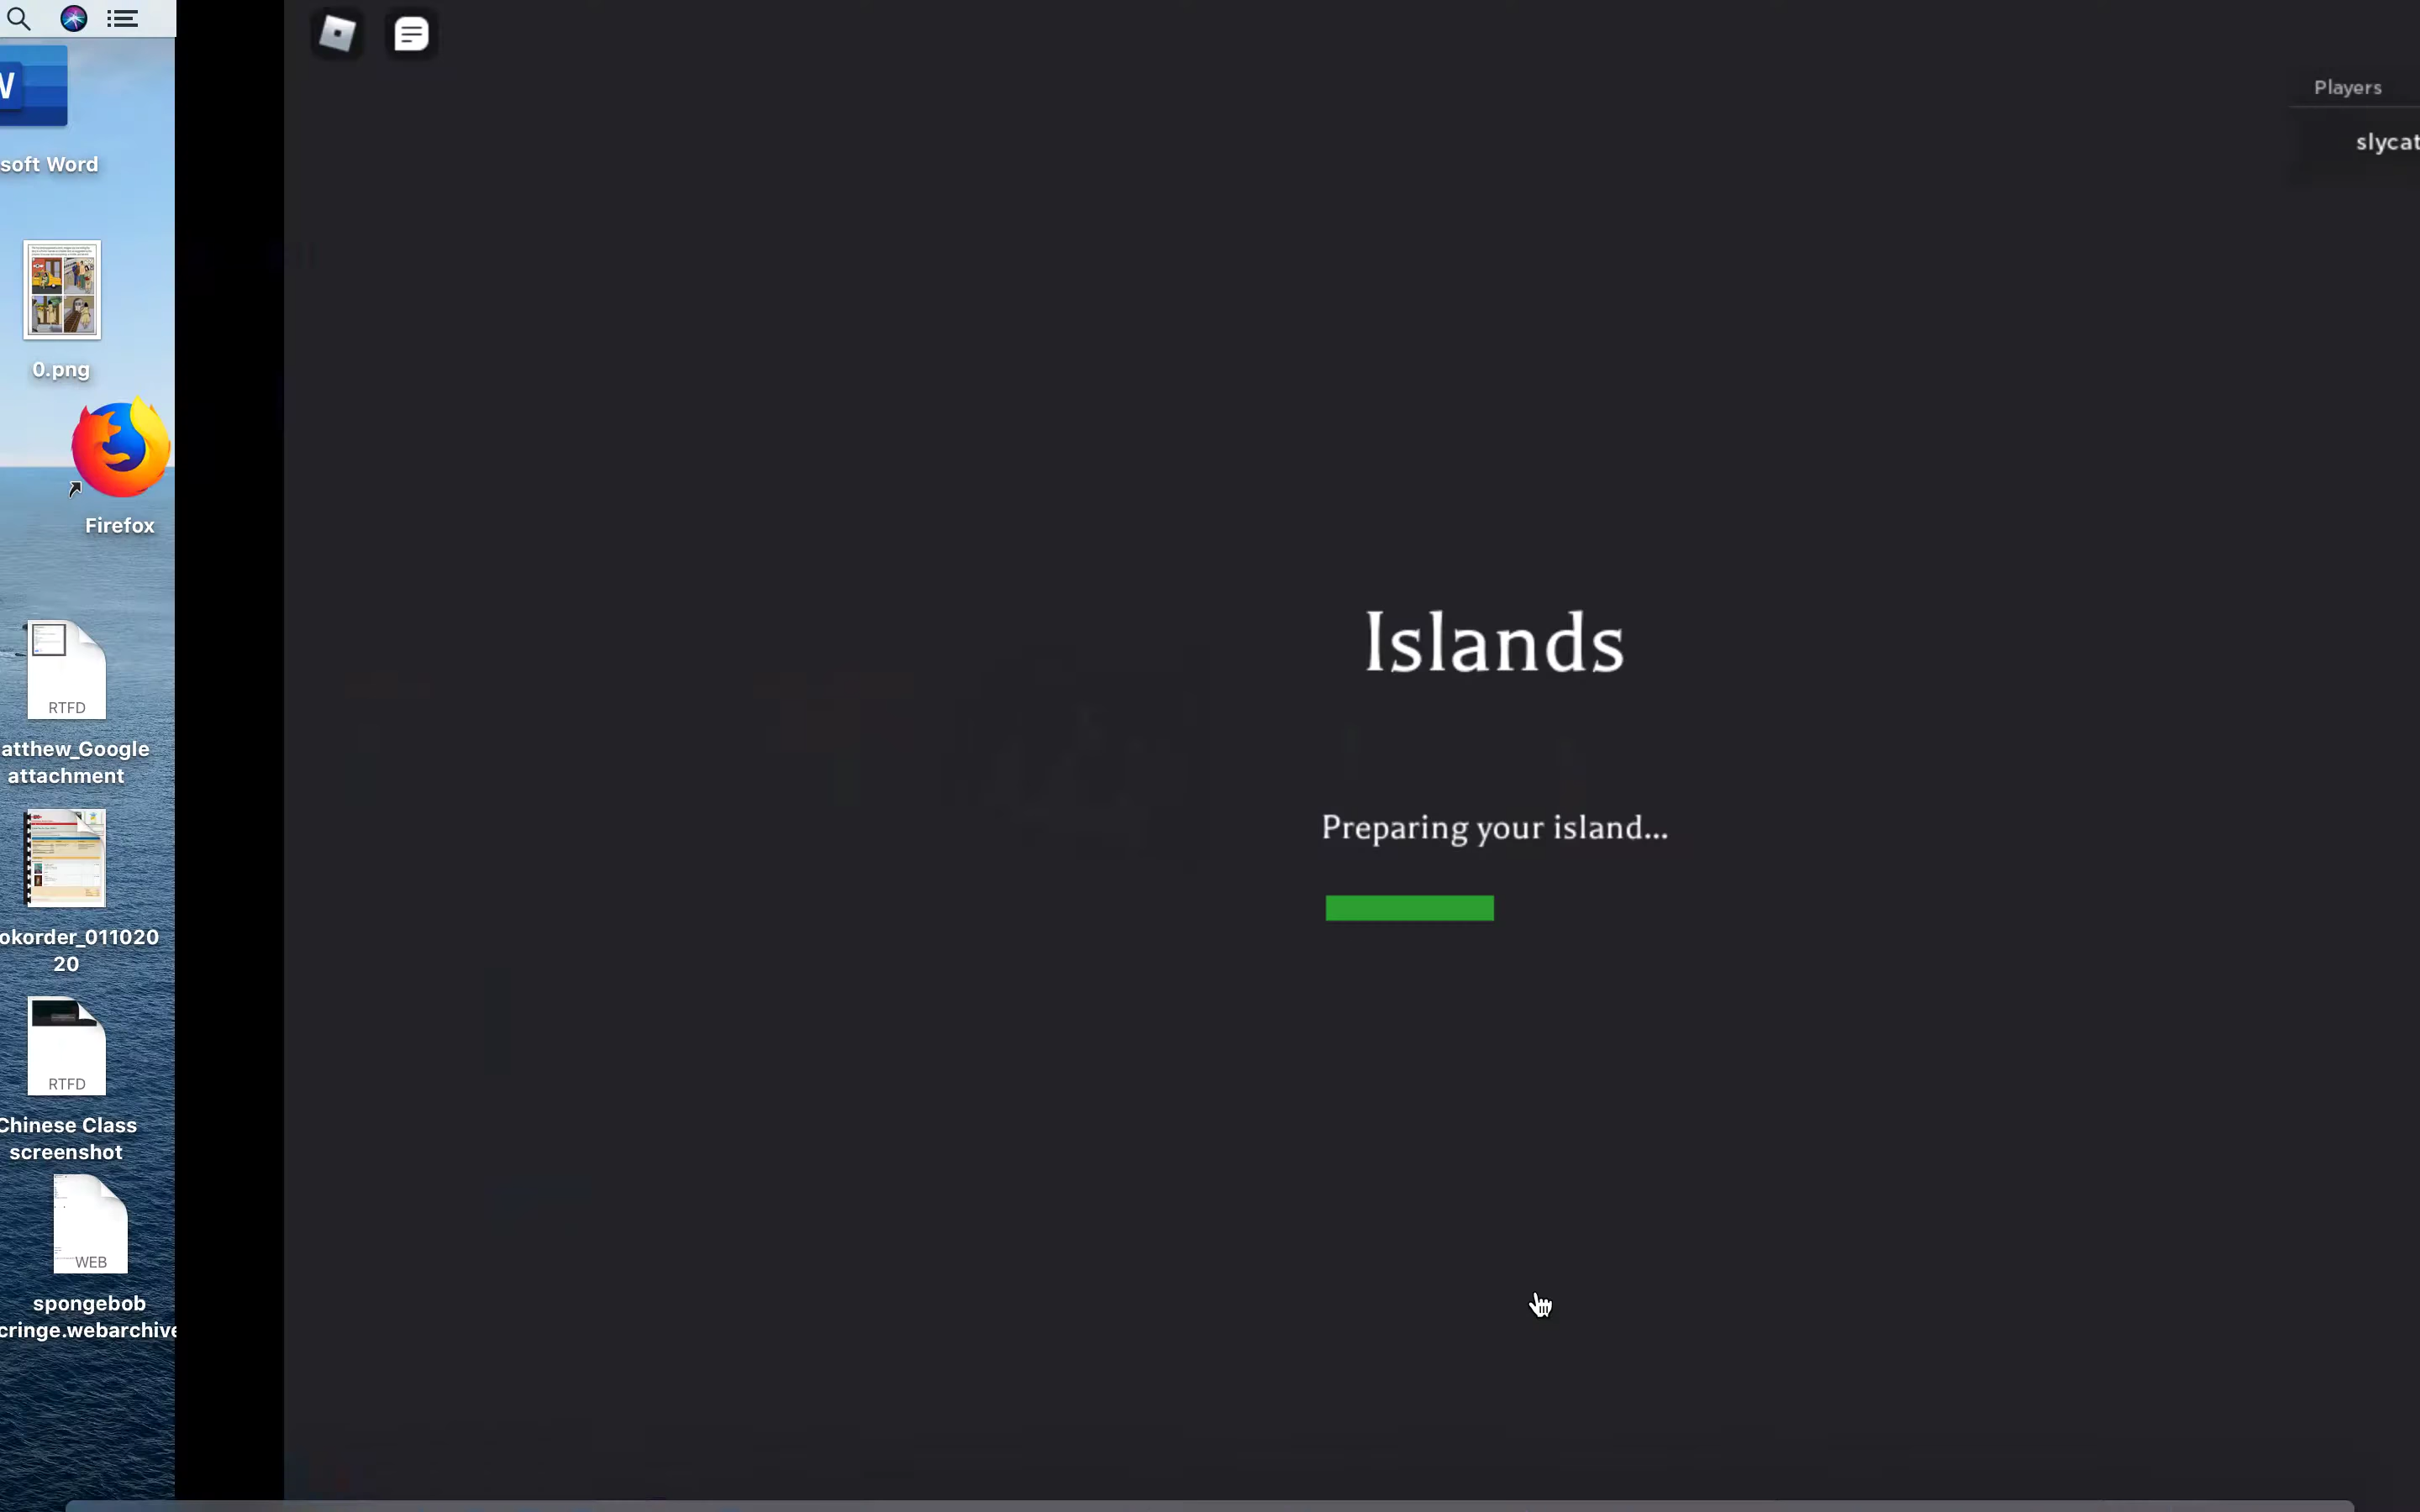 soft Word
0.png
Firefox
RTFD
atthew_Google
attachment
okorder_011020
20
RTFD
Chinese Class
screenshot
WEB
spongebob
cringe.webarchive
Players
slycat
Islands
Preparing your island...